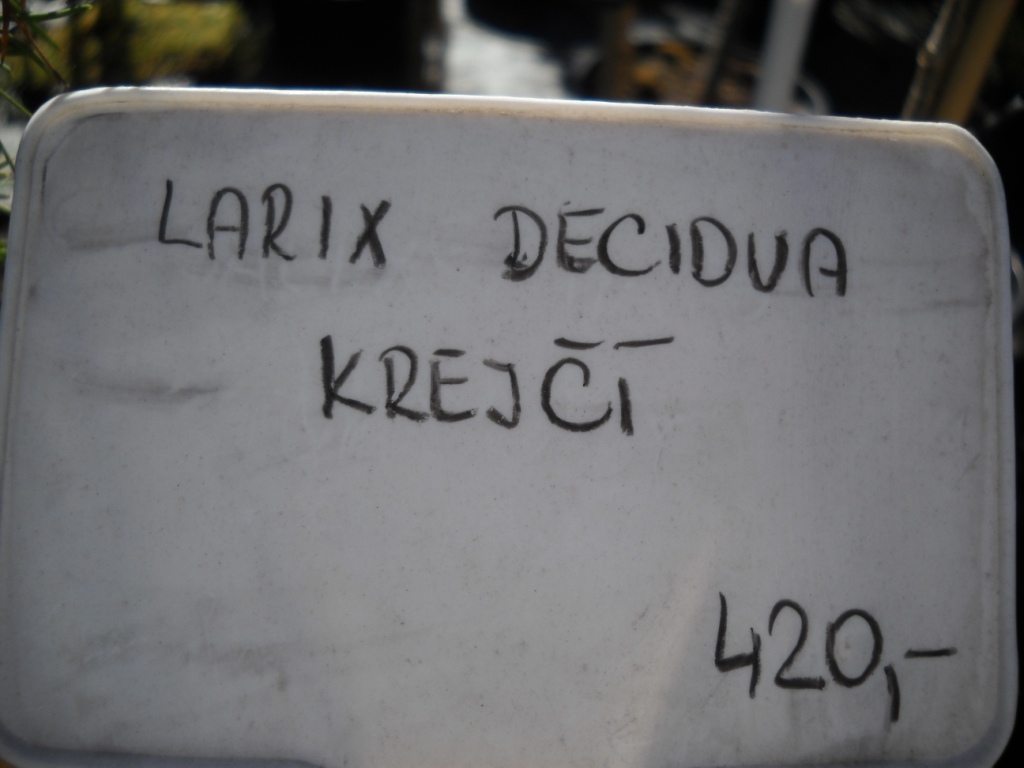 LARIX DECIDUA
KREJČÍ
420,-